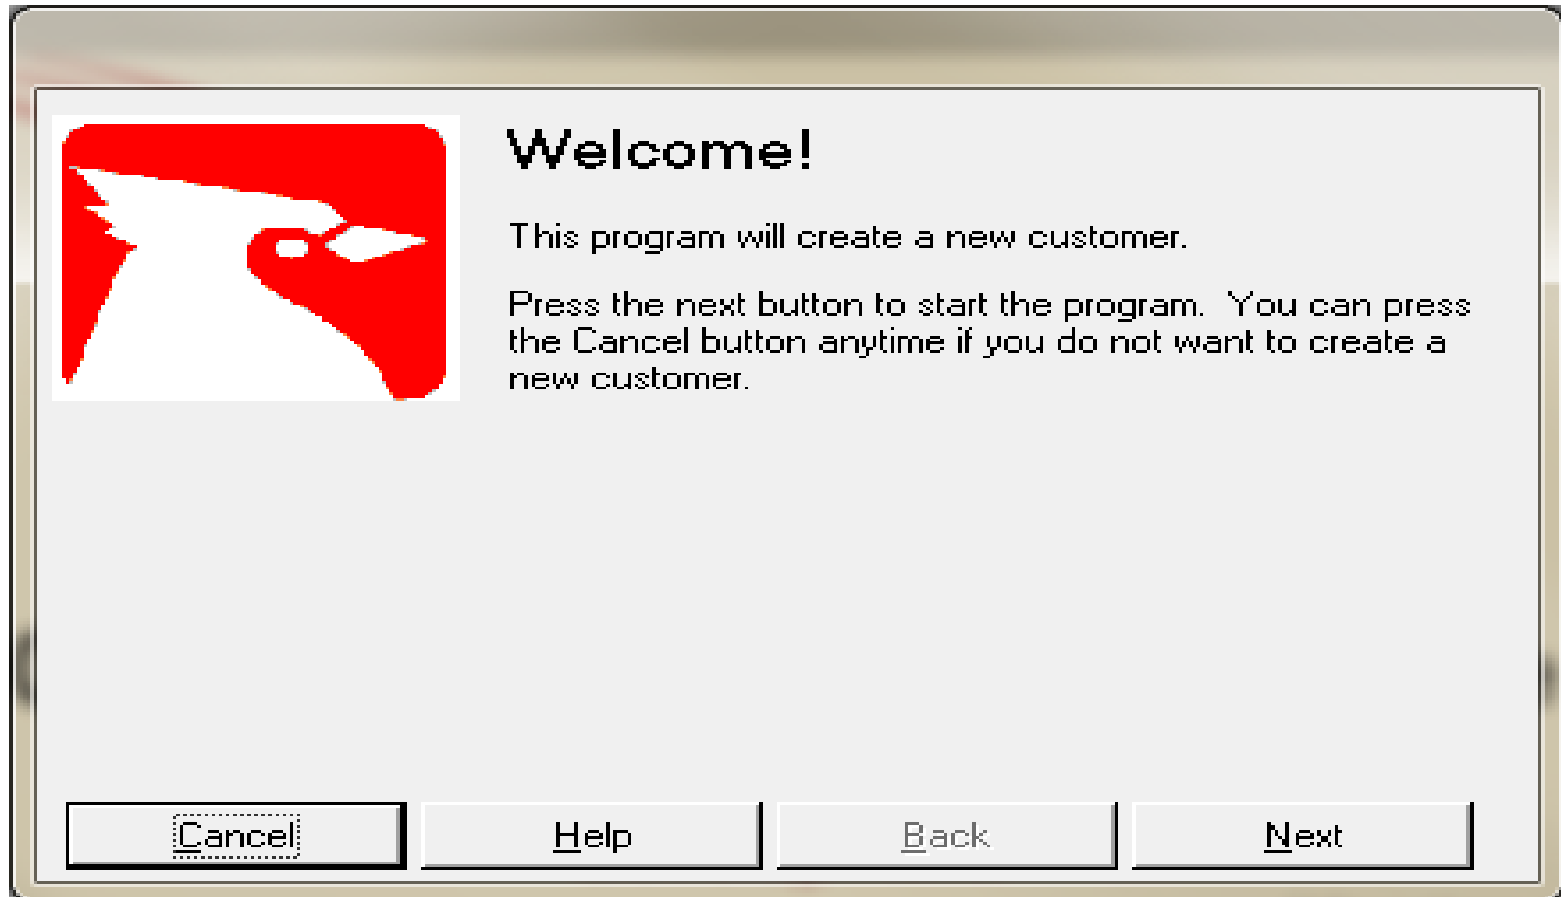 Welcome!
This program will create a new customer.
Press the next button to start the program.  You can press
the Cancel button anytime if you do not want to create a
new customer.
Cancel
Help
Back
Next